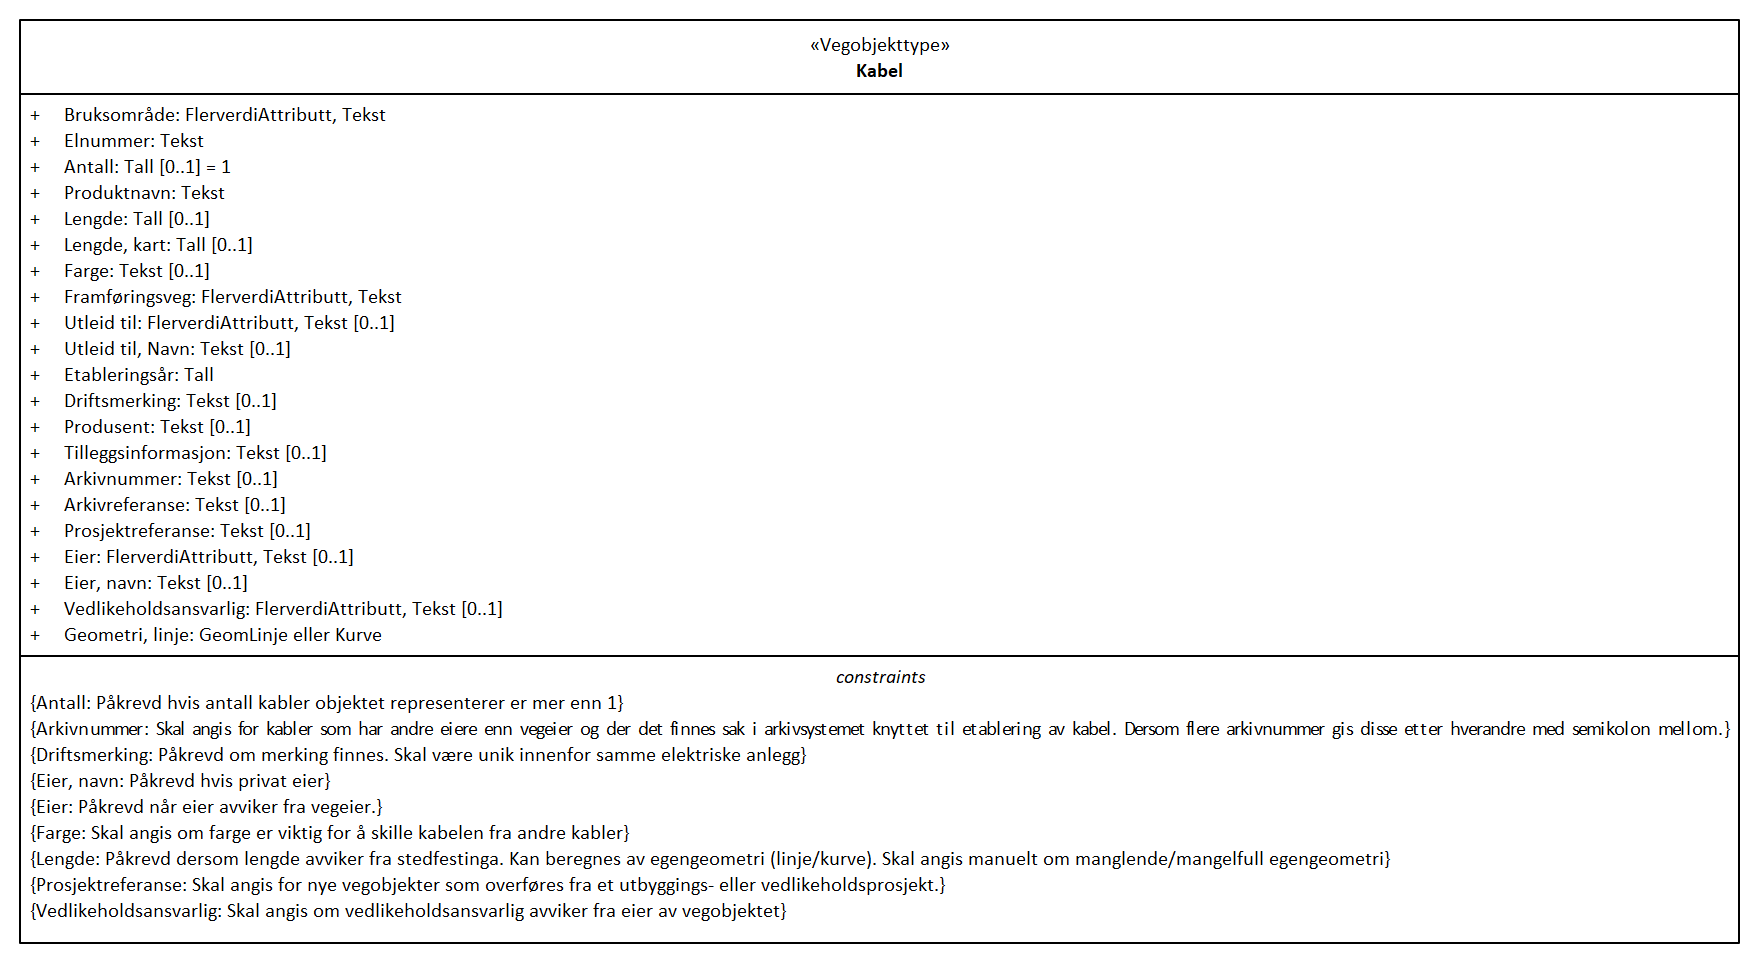 «Vegobjekttype»
Kabel
+ Bruksområde: FlerverdiAttributt, Tekst
+ Elnummer: Tekst
+ Antall: Tall [0..1] = 1
+ Produktnavn: Tekst
+ Lengde: Tall [0..1]
+ Lengde, kart: Tall [0..1]
+ Farge: Tekst [0..1]
+ Framføringsveg: FlerverdiAttributt, Tekst
+ Utleid til: FlerverdiAttributt, Tekst [0..1]
+ Utleid til, Navn: Tekst [0..1]
+ Etableringsår: Tall
+ Driftsmerking: Tekst [0..1]
+ Produsent: Tekst [0..1]
+ Tilleggsinformasjon: Tekst [0..1]
+ Arkivnummer: Tekst [0..1]
+ Arkivreferanse: Tekst [0..1]
+ Prosjektreferanse: Tekst [0..1]
+ Eier: FlerverdiAttributt, Tekst [0..1]
+ Eier, navn: Tekst [0..1]
+ Vedlikeholdsansvarlig: FlerverdiAttributt, Tekst [0..1]
+ Geometri, linje: GeomLinje eller Kurve
constraints
{Antall: Påkrevd hvis antall kabler objektet representerer er mer enn 1}
{Arkivnummer: Skal angis for kabler som har andre eiere enn vegeier og der det finnes sak i arkivsystemet knyttet til etablering av kabel. Dersom flere arkivnummer gis disse etter hverandre med semikolon mellom.}
{Driftsmerking: Påkrevd om merking finnes. Skal være unik innenfor samme elektriske anlegg}
{Eier, navn: Påkrevd hvis privat eier}
{Eier: Påkrevd når eier avviker fra vegeier.}
{Farge: Skal angis om farge er viktig for å skille kabelen fra andre kabler}
{Lengde: Påkrevd dersom lengde avviker fra stedfestinga. Kan beregnes av egengeometri (linje/kurve). Skal angis manuelt om manglende/mangelfull egengeometri}
{Prosjektreferanse: Skal angis for nye vegobjekter som overføres fra et utbyggings- eller vedlikeholdsprosjekt.}
{Vedlikeholdsansvarlig: Skal angis om vedlikeholdsansvarlig avviker fra eier av vegobjektet}